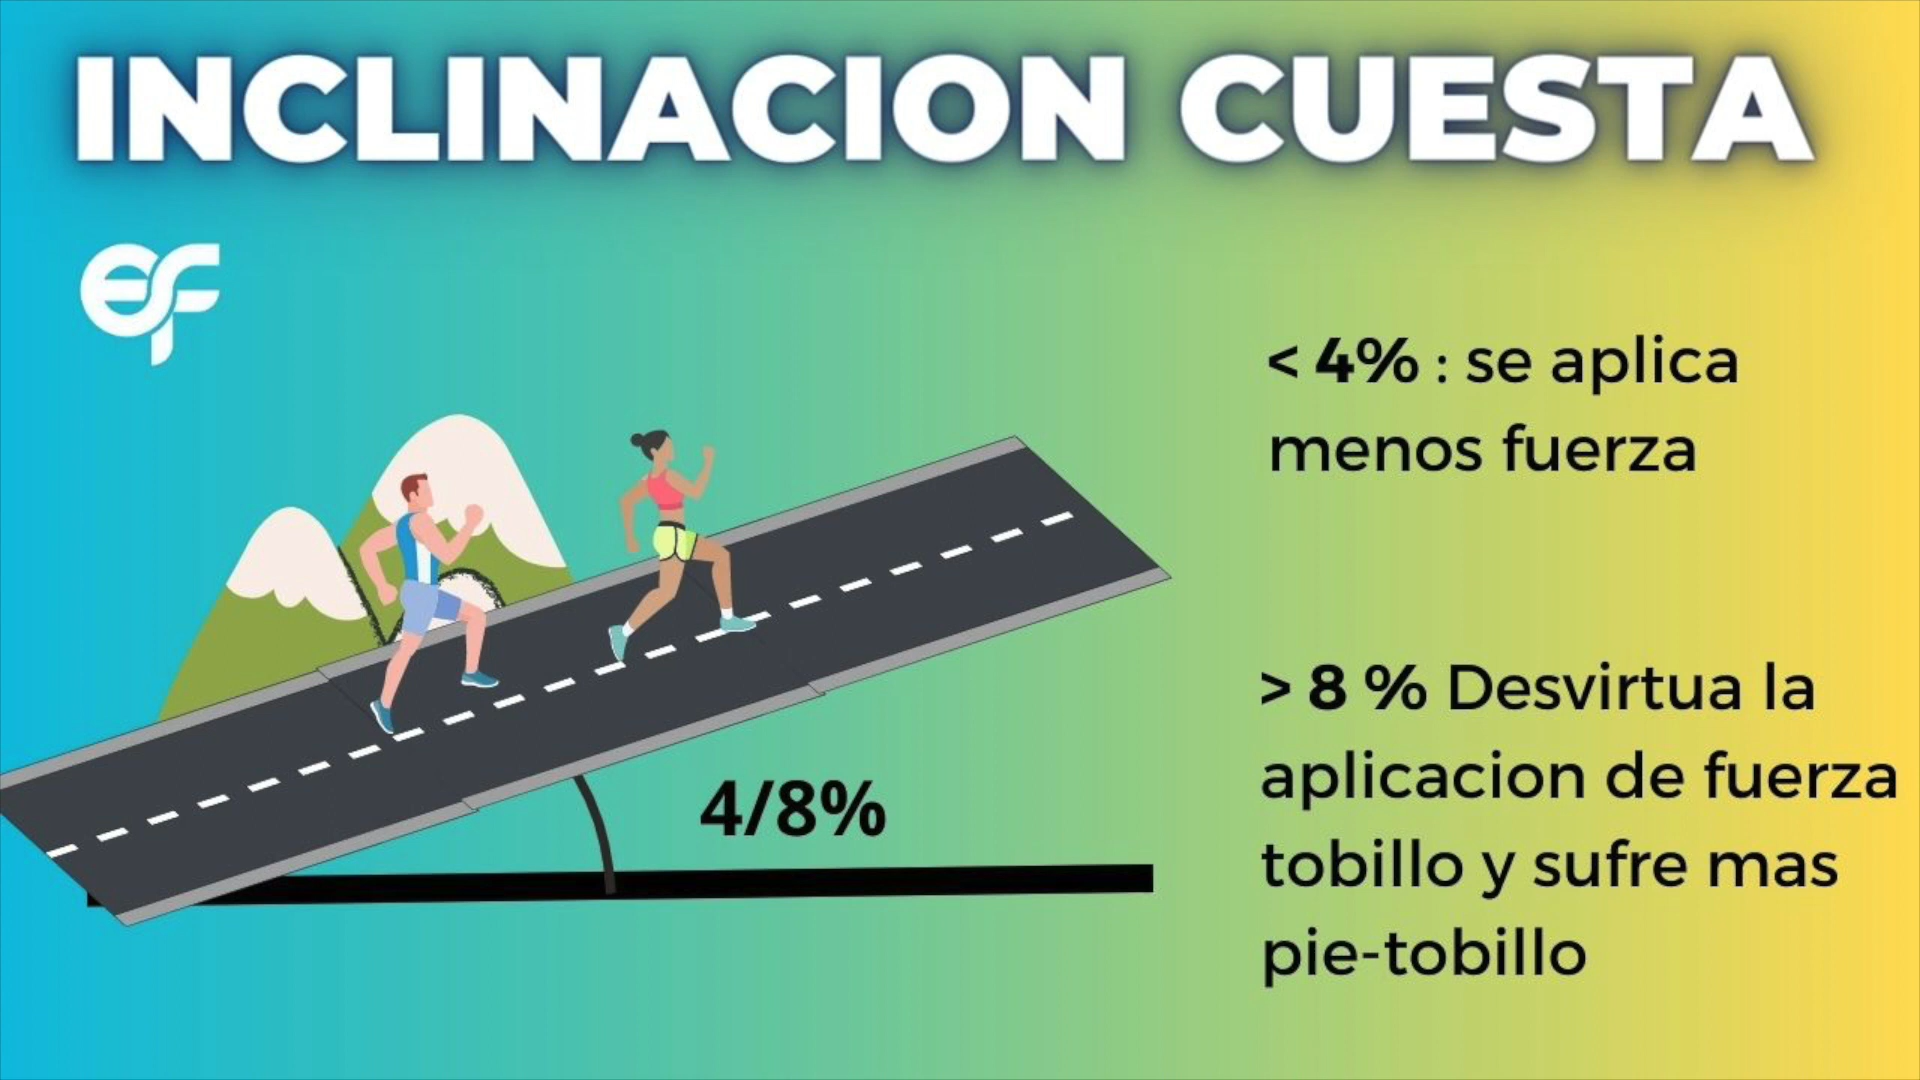 INCLINACION CUESTA
ef
< 4% : se aplica
menos fuerza
> 8 % Desvirtua la
aplicacion de fuerza
tobillo y sufre mas
pie-tobillo
4/8%